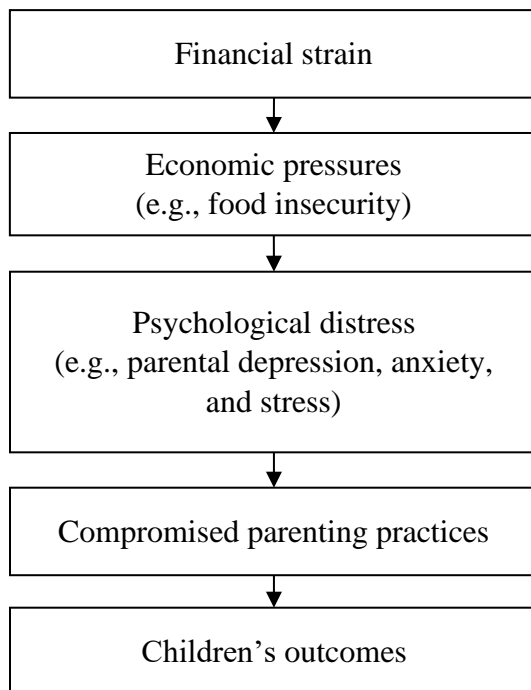 Financial strain
Economic pressures
(e.g., food insecurity)
Psychological distress
(e.g., parental depression, anxiety,
and stress)
Compromised parenting practices
Children’s outcomes